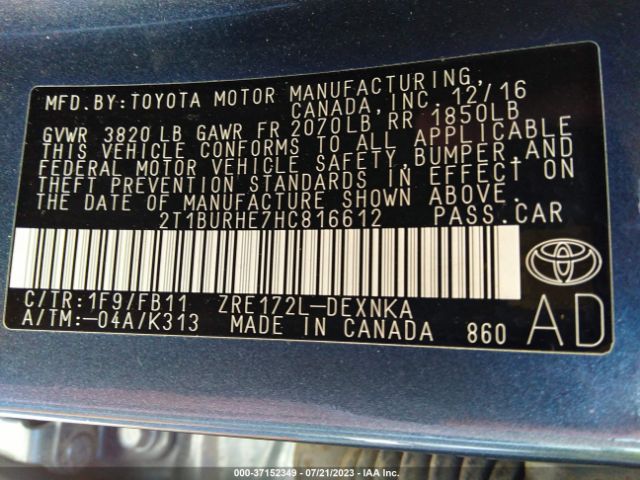 MFD.BY:TOYOTA MOTOR MANUFACTURING,
CANADA,INC. 12/16
GVWR 3820 LB GAWR FR 2070LB RR 1850LB
THIS VEHICLE CONFORMS TO ALL APPLICABLE
FEDERAL MOTOR VEHICLE SAFETY,BUMPER,AND
THEFT PREVENTION STANDARDS IN EFFECT ON
THE DATE OF MANUFACTURE SHOWN ABOVE.
2T1BURHE7HC816612 PASS.CAR
C/TR:1F9/FB11 ZRE172L-DEXNKA
A/TM:-04A/K313 MADE IN CANADA 860
AD
000-37152349 | 07/21/2023 | IAA Inc.